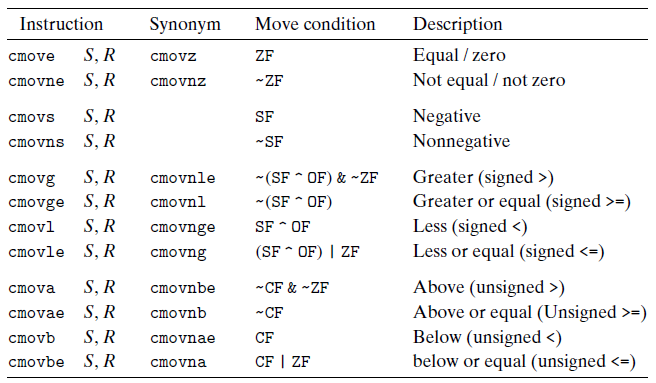 Instruction Synonym Move condition Description
cmove S, R cmovz ZF Equal / zero
cmovne S, R cmovnz ~ZF Not equal / not zero
cmovs S, R SF Negative
cmovns S, R ~SF Nonnegative
cmovg S, R cmovnle ~(SF ^ OF) & ~ZF Greater (signed >)
cmovge S, R cmovnl ~(SF ^ OF) Greater or equal (signed >=)
cmovl S, R cmovnge SF ^ OF Less (signed <)
cmovle S, R cmovng (SF ^ OF) | ZF Less or equal (signed <=)
cmova S, R cmovnbe ~CF & ~ZF Above (unsigned >)
cmovae S, R cmovnb ~CF Above or equal (Unsigned >=)
cmovb S, R cmovnae CF Below (unsigned <)
cmovbe S, R cmovna CF | ZF below or equal (unsigned <=)